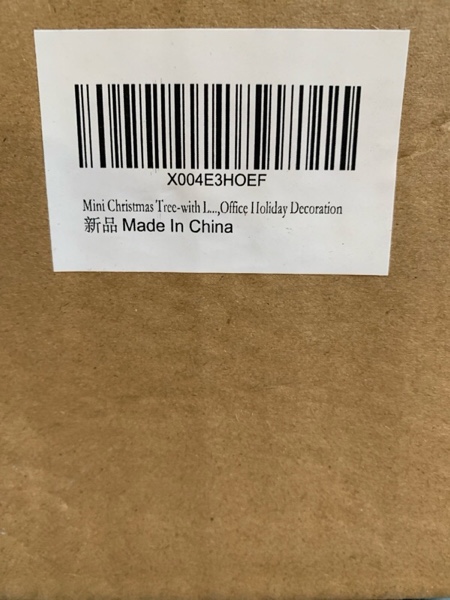 X004E3HOEF
Mini Christmas Tree-with L...,Office Holiday Decoration
新品 Made In China